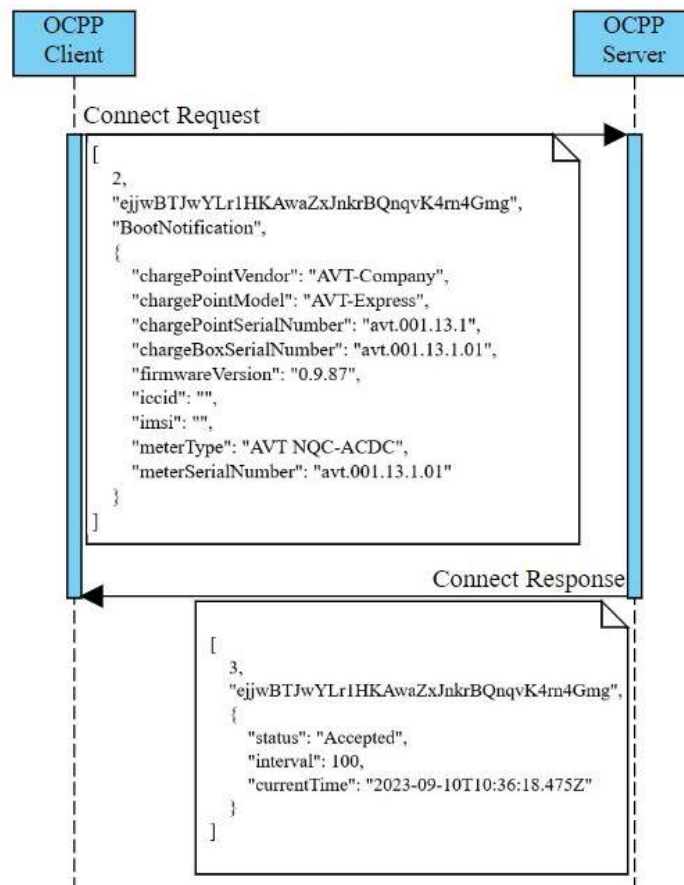 OCPP
Client
OCPP
Server
Connect Request
[
2,
"ejjwBTJwYLr1HKAwaZxJnkrBQnqvK4rn4Gmg",
"BootNotification",
{
"chargePointVendor": "AVT-Company",
"chargePointModel": "AVT-Express",
"chargePointSerialNumber": "avt.001.13.1",
"chargeBoxSerialNumber": "avt.001.13.1.01",
"firmwareVersion": "0.9.87",
"iccid": "",
"imsi": "",
"meterType": "AVT NQC-ACDC",
"meterSerialNumber": "avt.001.13.1.01"
}
]
Connect Response
[
3,
"ejjwBTJwYLr1HKAwaZxJnkrBQnqvK4rn4Gmg",
{
"status": "Accepted",
"interval": 100,
"currentTime": "2023-09-10T10:36:18.475Z"
}
]